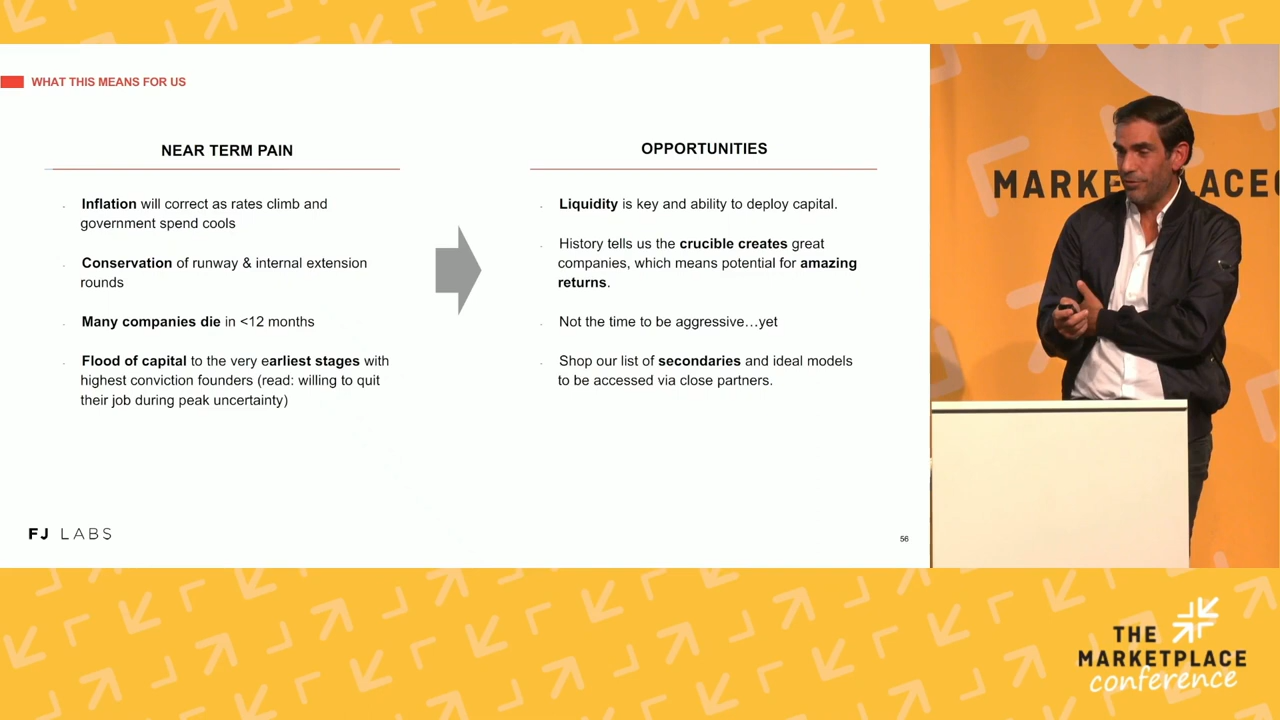 WHAT THIS MEANS FOR US
NEAR TERM PAIN
Inflation will correct as rates climb and
government spend cools
Conservation of runway & internal extension
rounds
Many companies die in <12 months
Flood of capital to the very earliest stages with
highest conviction founders (read: willing to quit
their job during peak uncertainty)
OPPORTUNITIES
Liquidity is key and ability to deploy capital.
History tells us the crucible creates great
companies, which means potential for amazing
returns.
Not the time to be aggressive…yet
Shop our list of secondaries and ideal models
to be accessed via close partners.
FJ LABS
56
THE
MARKETPLACE
conference